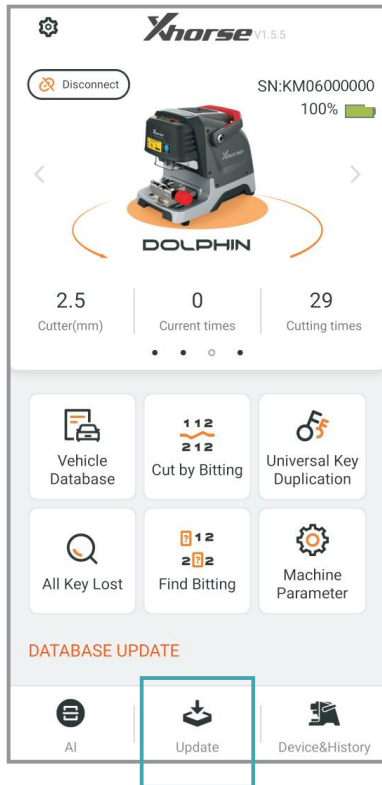 Xhorse V1.5.5
Disconnect
SN:KM06000000
100%
DOLPHIN
2.5
0
29
Cutter(mm)
Current times
Cutting times
Vehicle
Database
112
212
Cut by Bitting
Universal Key
Duplication
All Key Lost
?12
2?2
Find Bitting
Machine
Parameter
DATABASE UPDATE
AI
Update
Device&History